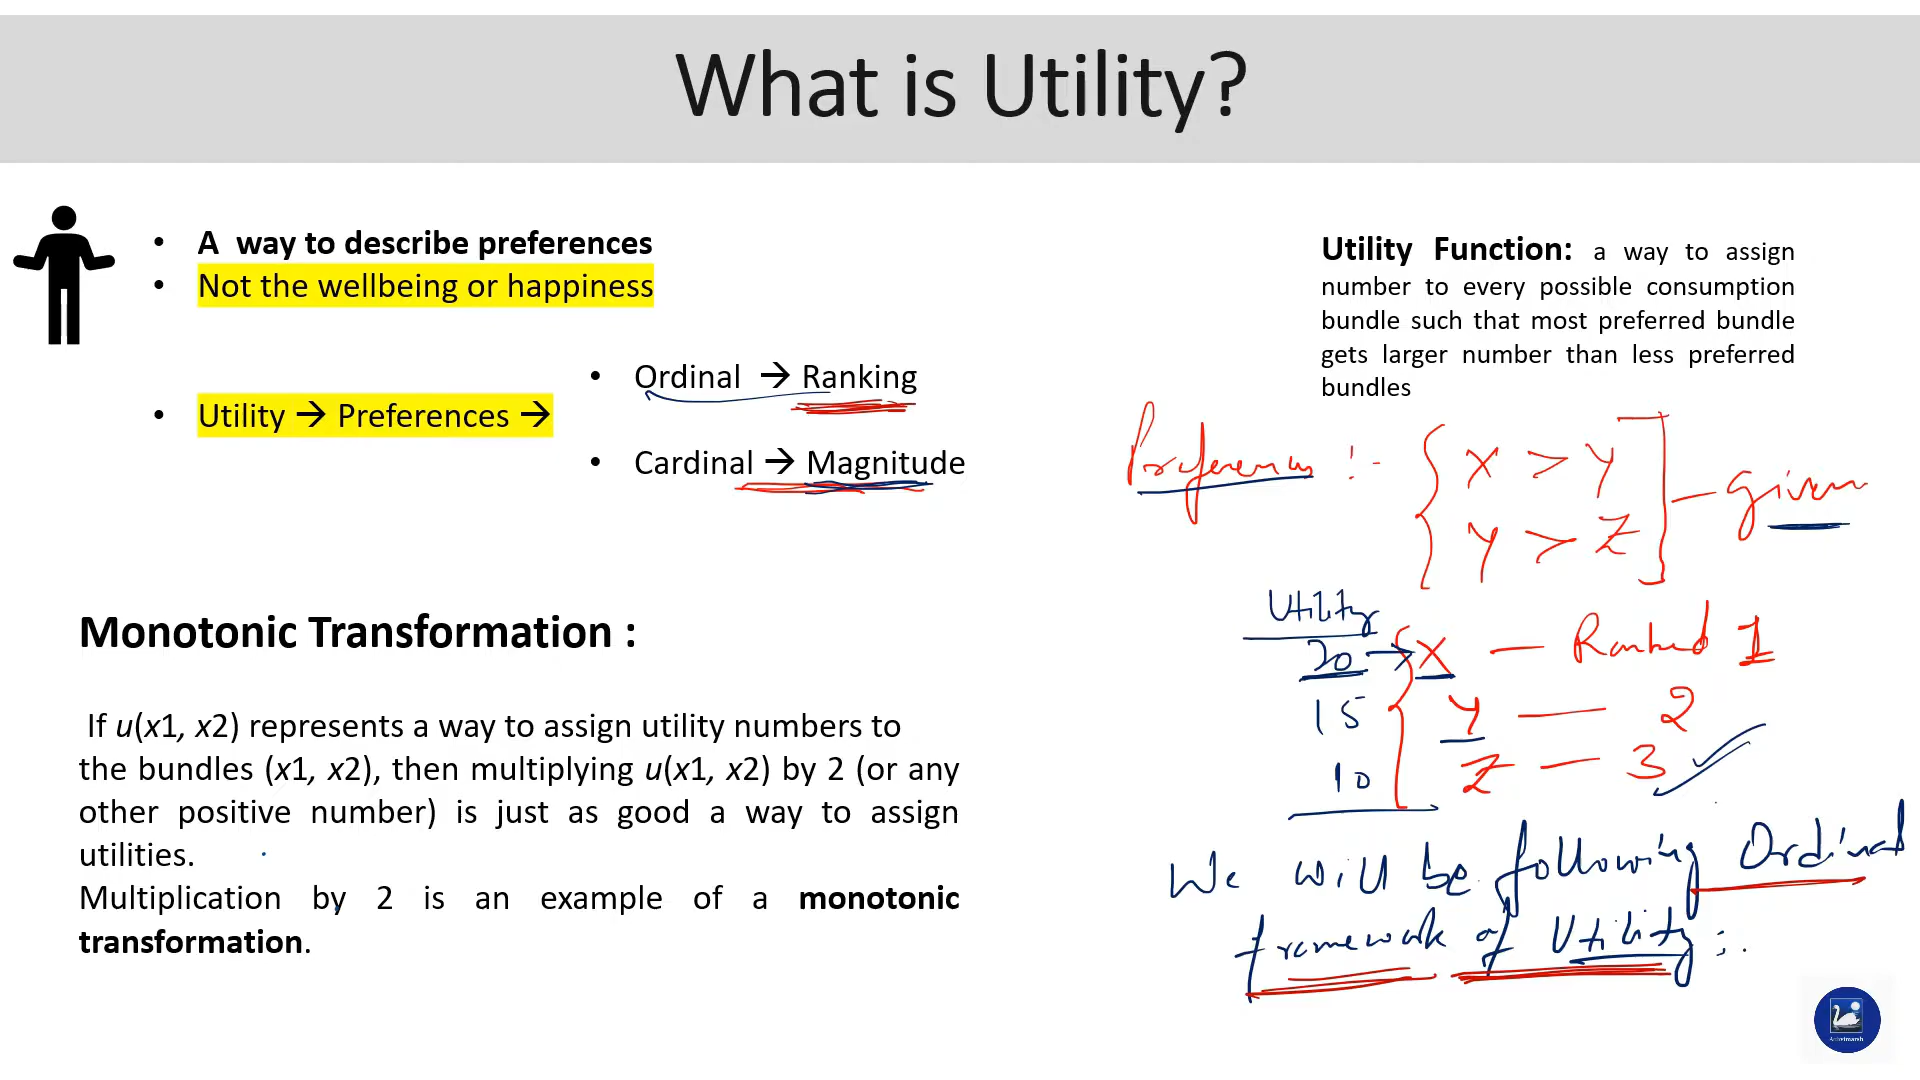 What is Utility?
• A way to describe preferences
• Not the wellbeing or happiness
• Utility → Preferences →
• Ordinal → Ranking
• Cardinal → Magnitude
Monotonic Transformation :
If u(x1, x2) represents a way to assign utility numbers to
the bundles (x1, x2), then multiplying u(x1, x2) by 2 (or any
other positive number) is just as good a way to assign
utilities.
Multiplication by 2 is an example of a monotonic
transformation.
Utility Function: a way to assign
number to every possible consumption
bundle such that most preferred bundle
gets larger number than less preferred
bundles
Preferences :- { X > Y
Y > Z ] — given
Utility
20 → X — Ranked 1
15 Y — 2
10 Z — 3
We will be following Ordinal
framework of Utility :.